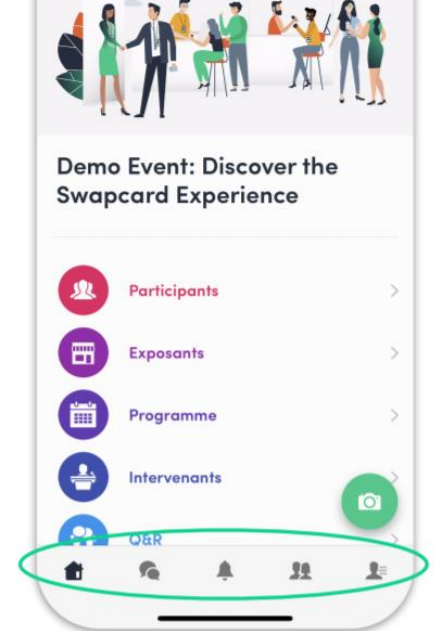 Demo Event: Discover the
Swapcard Experience
Participants
Exposants
Programme
Intervenants
Q&R